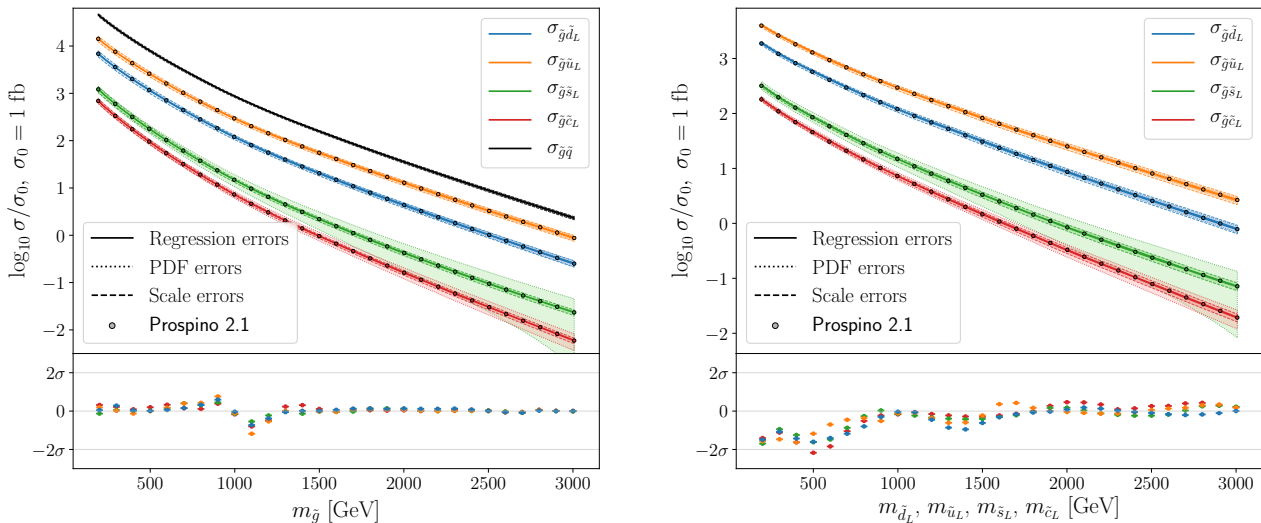 log₁₀ σ/σ₀, σ₀ = 1 fb
4
3
2
1
0
−1
−2
σ_{g̃d̃_L}
σ_{g̃ũ_L}
σ_{g̃s̃_L}
σ_{g̃c̃_L}
σ_{g̃q̃}
Regression errors
PDF errors
Scale errors
Prospino 2.1
2σ
0
−2σ
500 1000 1500 2000 2500 3000
m_{g̃} [GeV]
log₁₀ σ/σ₀, σ₀ = 1 fb
3
2
1
0
−1
−2
σ_{g̃d̃_L}
σ_{g̃ũ_L}
σ_{g̃s̃_L}
σ_{g̃c̃_L}
Regression errors
PDF errors
Scale errors
Prospino 2.1
2σ
0
−2σ
500 1000 1500 2000 2500 3000
m_{d̃_L}, m_{ũ_L}, m_{s̃_L}, m_{c̃_L} [GeV]